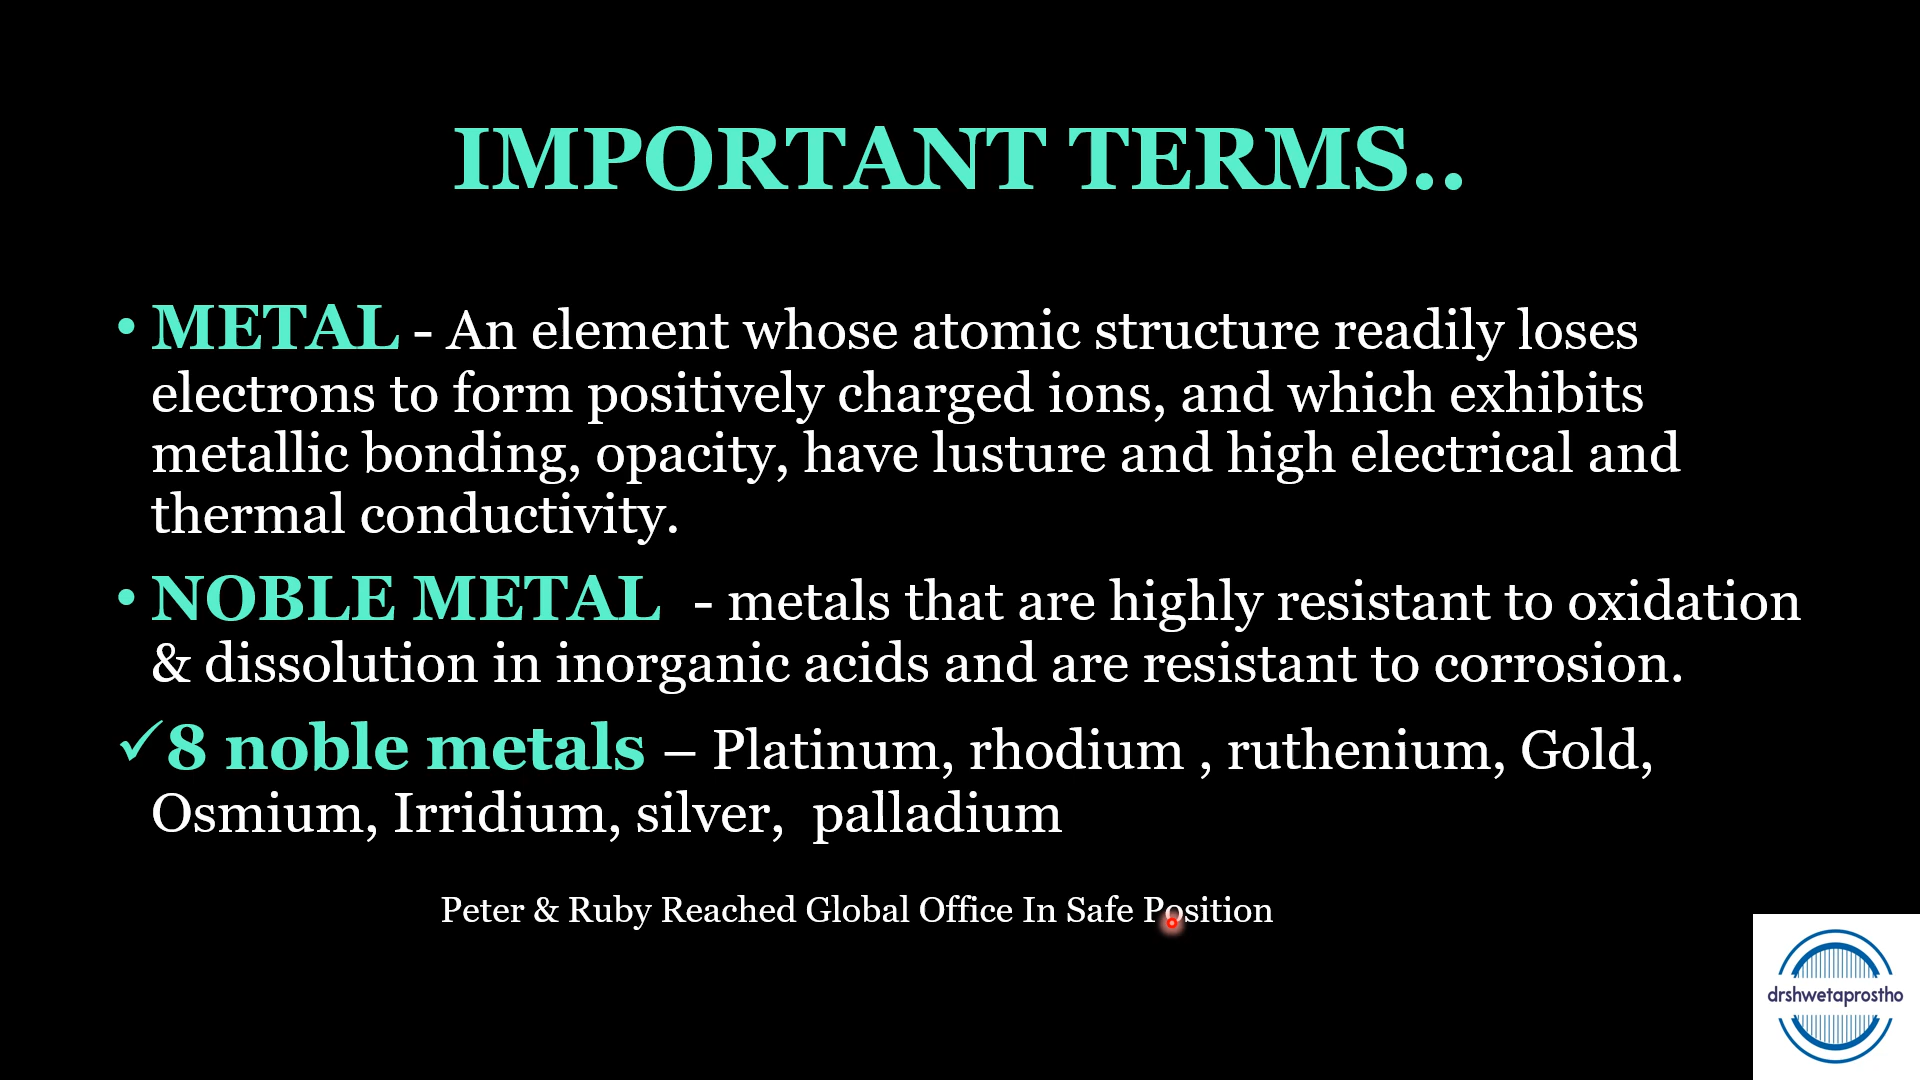 IMPORTANT TERMS..
• METAL - An element whose atomic structure readily loses
electrons to form positively charged ions, and which exhibits
metallic bonding, opacity, have lusture and high electrical and
thermal conductivity.
• NOBLE METAL - metals that are highly resistant to oxidation
& dissolution in inorganic acids and are resistant to corrosion.
✓8 noble metals – Platinum, rhodium , ruthenium, Gold,
Osmium, Irridium, silver, palladium
Peter & Ruby Reached Global Office In Safe Position
drshwetaprostho